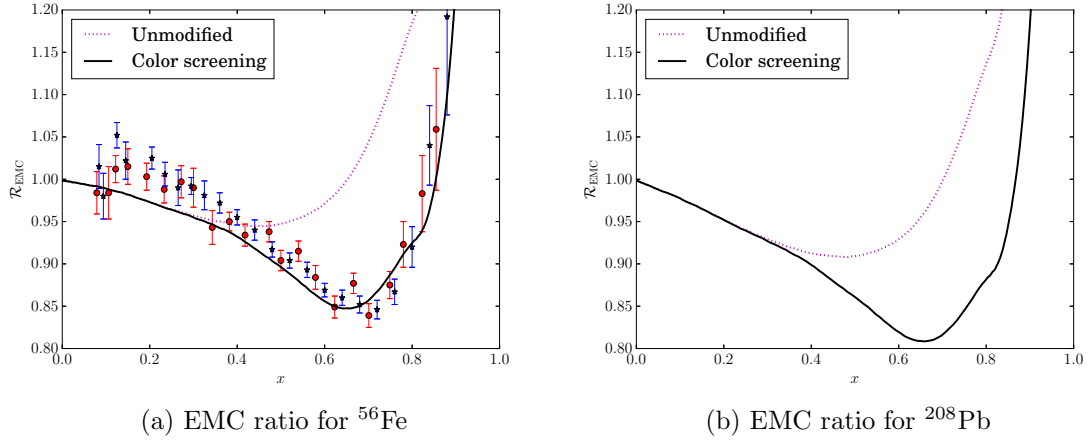 1.20
1.15
1.10
1.05
1.00
0.95
0.90
0.85
0.80
R_EMC
Unmodified
Color screening
0.0 0.2 0.4 0.6 0.8 1.0
x
(a) EMC ratio for ⁵⁶Fe
1.20
1.15
1.10
1.05
1.00
0.95
0.90
0.85
0.80
R_EMC
Unmodified
Color screening
0.0 0.2 0.4 0.6 0.8 1.0
x
(b) EMC ratio for ²⁰⁸Pb